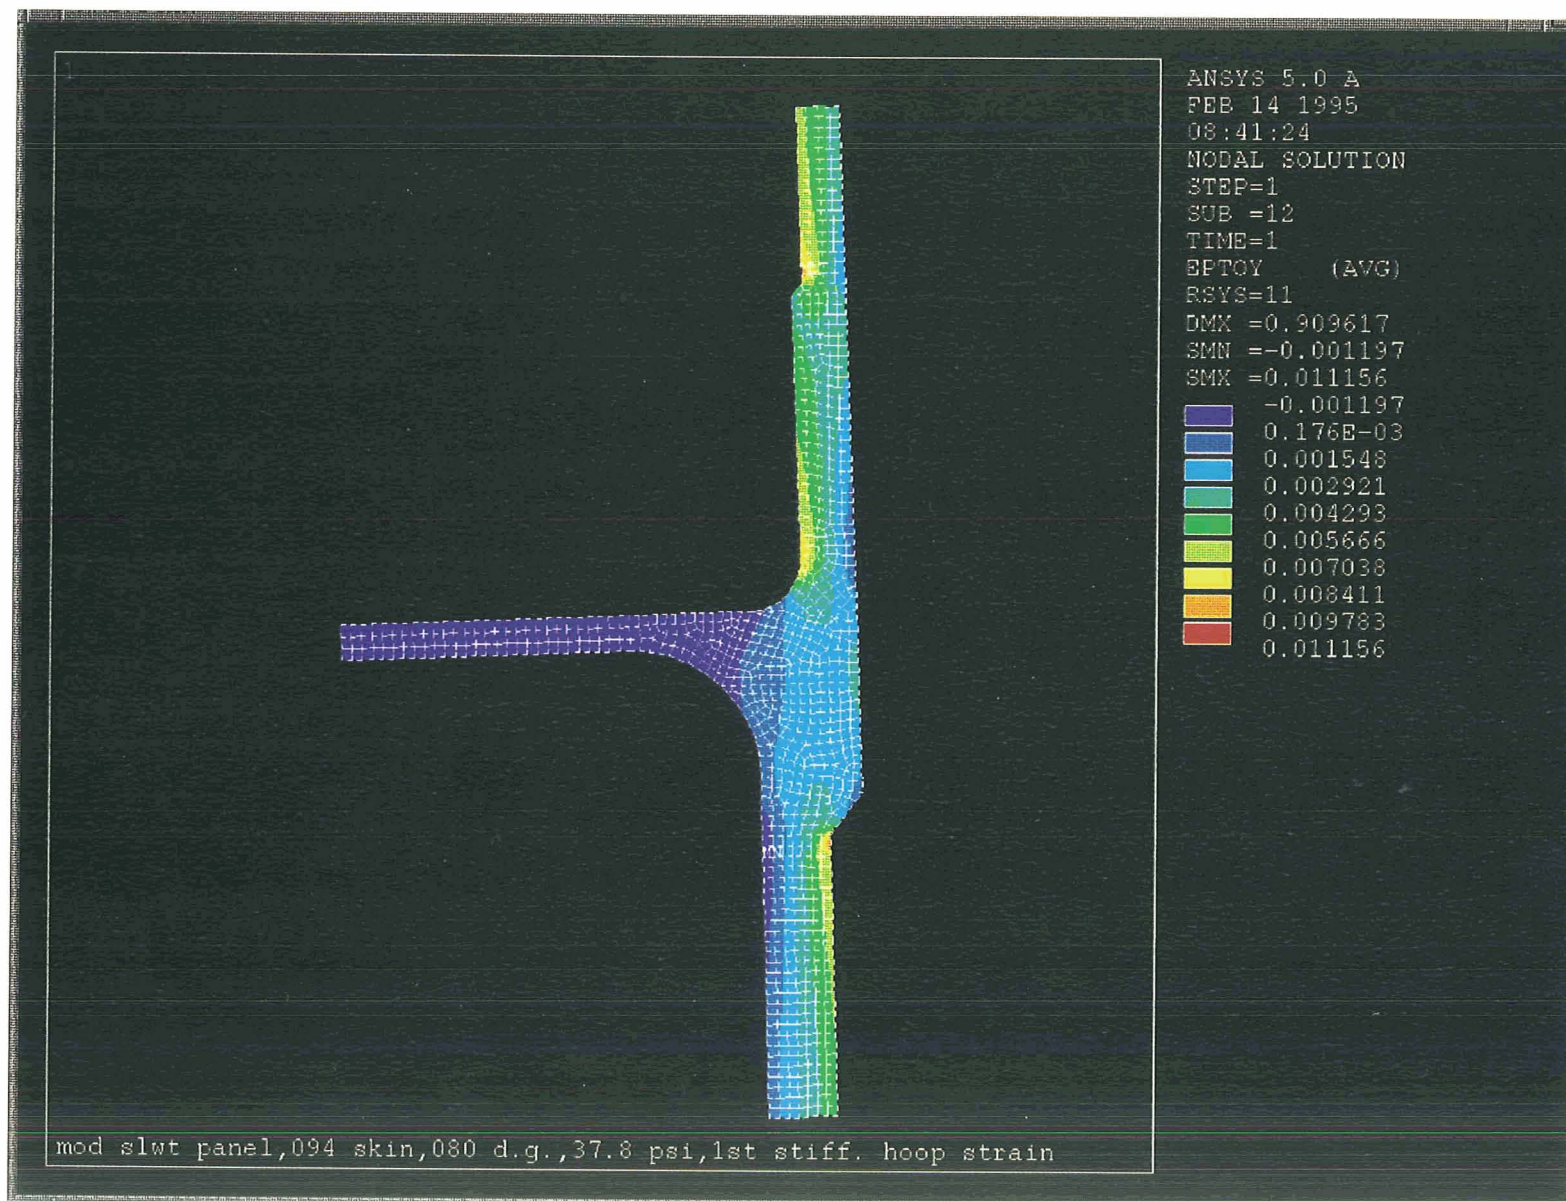 1
ANSYS 5.0 A
FEB 14 1995
08:41:24
NODAL SOLUTION
STEP=1
SUB =12
TIME=1
EPTOY (AVG)
RSYS=11
DMX =0.909617
SMN =-0.001197
SMX =0.011156
-0.001197
0.176E-03
0.001548
0.002921
0.004293
0.005666
0.007038
0.008411
0.009783
0.011156
MN
mod slwt panel,094 skin,080 d.g.,37.8 psi,1st stiff. hoop strain